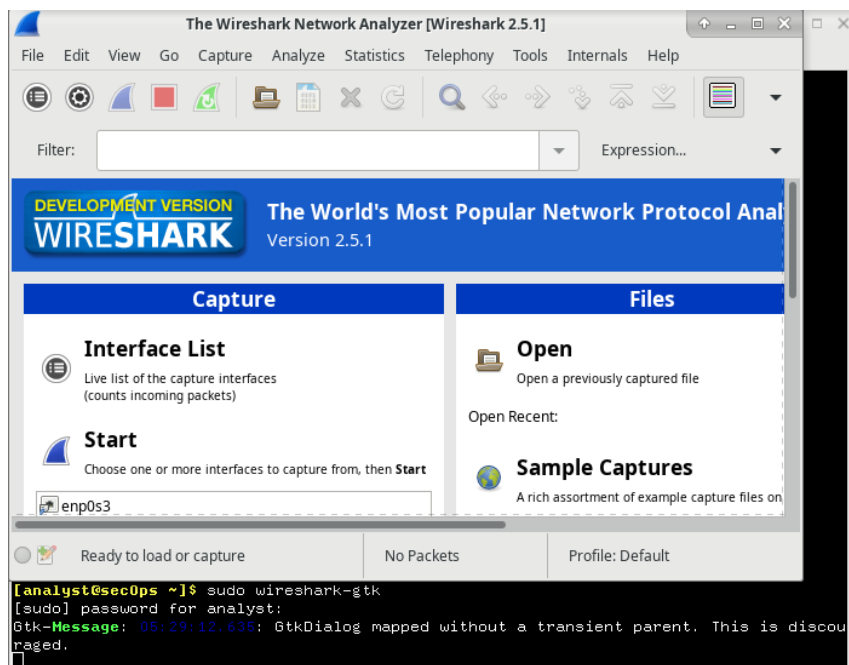 The Wireshark Network Analyzer [Wireshark 2.5.1]
File Edit View Go Capture Analyze Statistics Telephony Tools Internals Help
Filter:
Expression...
DEVELOPMENT VERSION
WIRESHARK
The World's Most Popular Network Protocol Anal
Version 2.5.1
Capture
Interface List
Live list of the capture interfaces
(counts incoming packets)
Start
Choose one or more interfaces to capture from, then Start
enp0s3
Files
Open
Open a previously captured file
Open Recent:
Sample Captures
A rich assortment of example capture files on
Ready to load or capture
No Packets
Profile: Default
[analyst@secOps ~]$ sudo wireshark-gtk
[sudo] password for analyst:
Gtk-Message: 05:29:12.635: GtkDialog mapped without a transient parent. This is discou
raged.